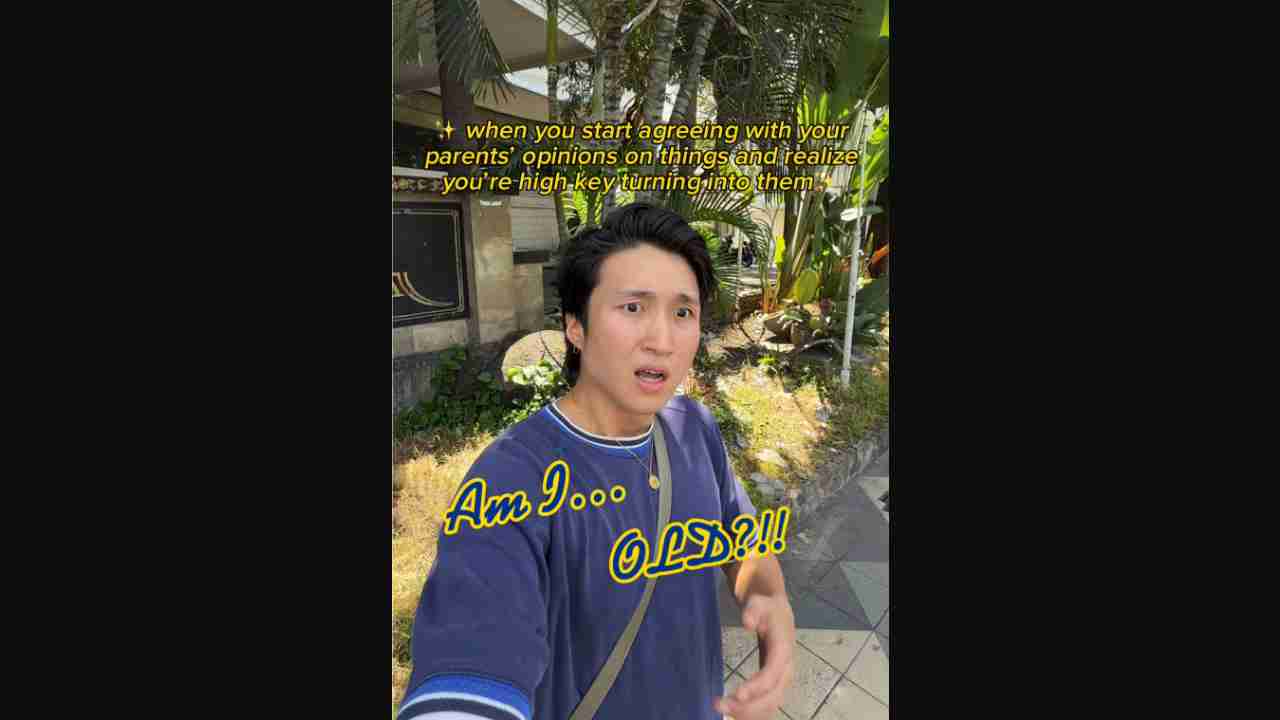 ✨ when you start agreeing with your
parents’ opinions on things and realize
you’re high key turning into them✨
Am I...
OLD?!!